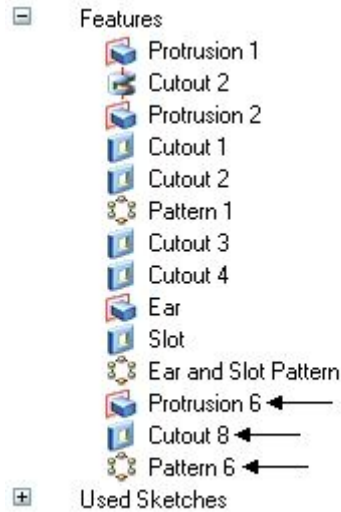 Features
Protrusion 1
Cutout 2
Protrusion 2
Cutout 1
Cutout 2
Pattern 1
Cutout 3
Cutout 4
Ear
Slot
Ear and Slot Pattern
Protrusion 6
Cutout 8
Pattern 6
Used Sketches